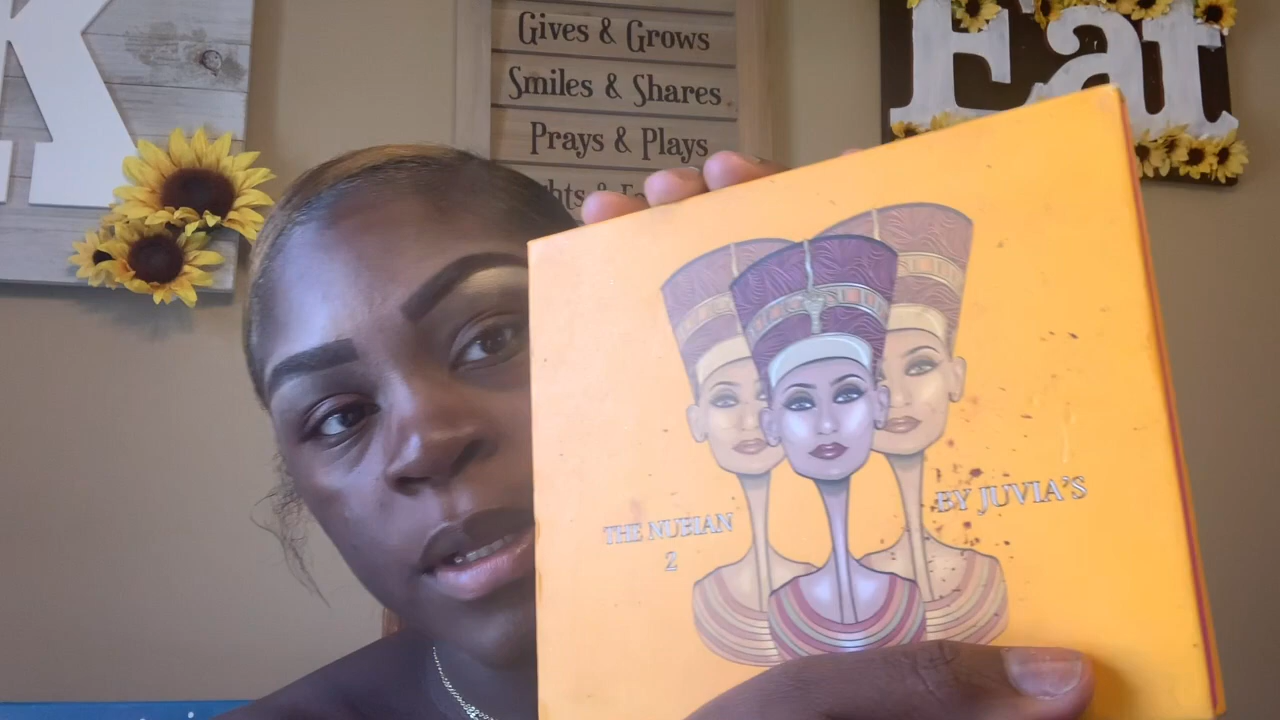 K
Gives & Grows
Smiles & Shares
Prays & Plays
Eat
THE NUBIAN
2
BY JUVIA'S